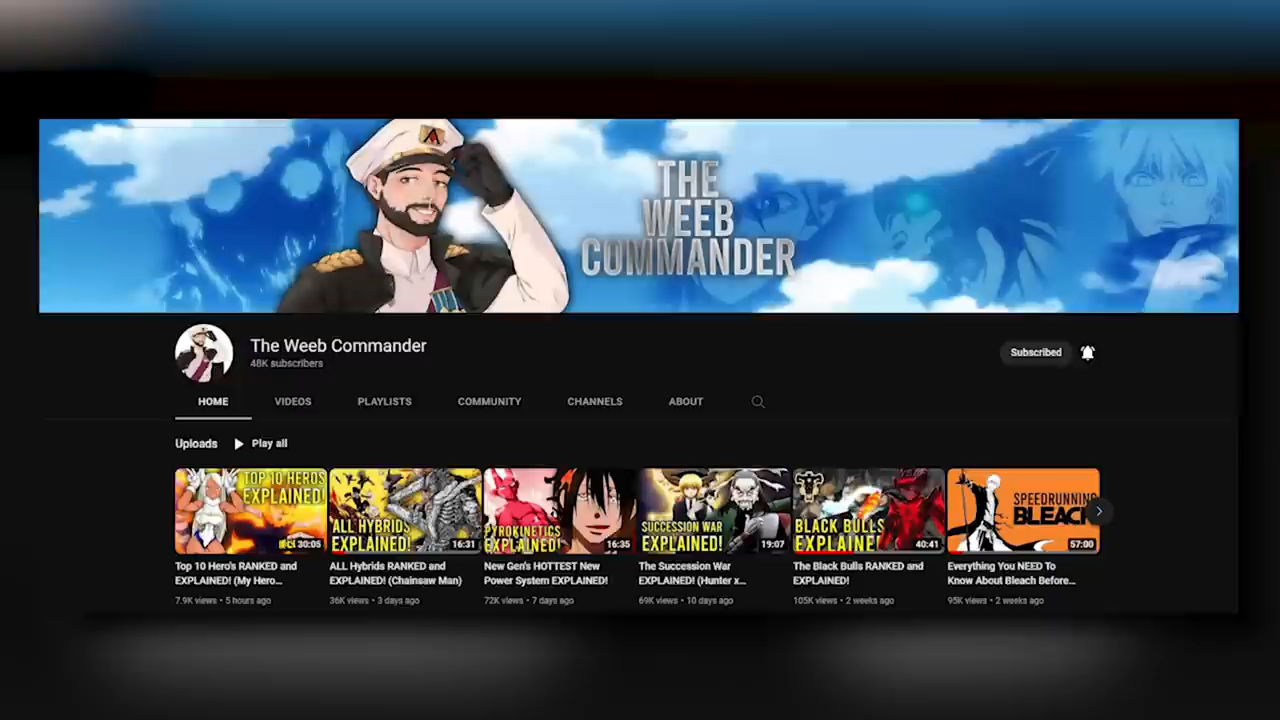 THE
WEEB
COMMANDER
The Weeb Commander
48K subscribers
Subscribed
HOME VIDEOS PLAYLISTS COMMUNITY CHANNELS ABOUT
Uploads Play all
TOP 10 HEROS
EXPLAINED!
30:05
ALL HYBRIDS
EXPLAINED!
16:31
PYROKINETICS
EXPLAINED!
16:35
SUCCESSION WAR
EXPLAINED!
19:07
BLACK BULLS
EXPLAINE
40:41
SPEEDRUNNING
BLEACH
57:00
Top 10 Hero's RANKED and
EXPLAINED! (My Hero...
7.9K views • 5 hours ago
ALL Hybrids RANKED and
EXPLAINED! (Chainsaw Man)
36K views • 3 days ago
New Gen's HOTTEST New
Power System EXPLAINED!
72K views • 7 days ago
The Succession War
EXPLAINED! (Hunter x...
69K views • 10 days ago
The Black Bulls RANKED and
EXPLAINED!
105K views • 2 weeks ago
Everything You NEED To
Know About Bleach Before...
95K views • 2 weeks ago